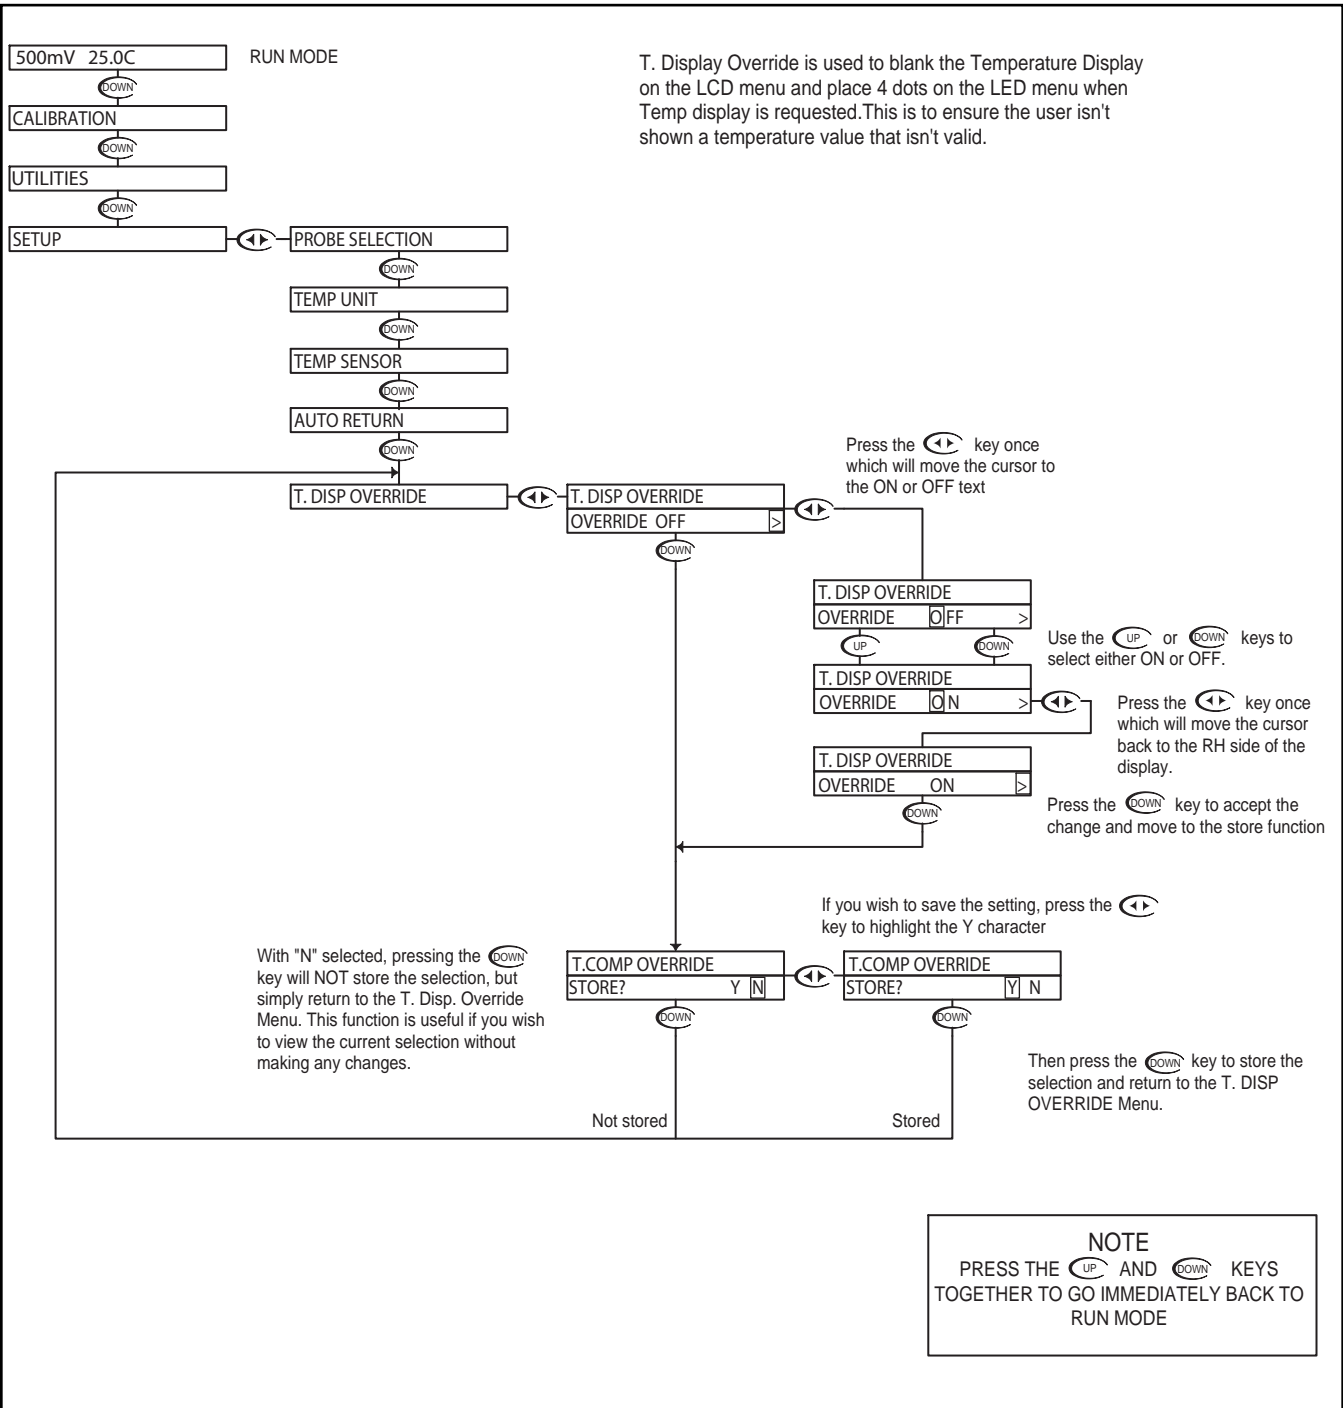 500mV 25.0C
RUN MODE
DOWN
CALIBRATION
DOWN
UTILITIES
DOWN
SETUP
T. Display Override is used to blank the Temperature Display
on the LCD menu and place 4 dots on the LED menu when
Temp display is requested.This is to ensure the user isn't
shown a temperature value that isn't valid.
PROBE SELECTION
DOWN
TEMP UNIT
DOWN
TEMP SENSOR
DOWN
AUTO RETURN
DOWN
T. DISP OVERRIDE
T. DISP OVERRIDE
OVERRIDE OFF >
DOWN
Press the key once
which will move the cursor to
the ON or OFF text
T. DISP OVERRIDE
OVERRIDE OFF >
UP DOWN
Use the UP or DOWN keys to
select either ON or OFF.
T. DISP OVERRIDE
OVERRIDE ON >
Press the key once
which will move the cursor
back to the RH side of the
display.
T. DISP OVERRIDE
OVERRIDE ON >
DOWN
Press the DOWN key to accept the
change and move to the store function
If you wish to save the setting, press the
key to highlight the Y character
With "N" selected, pressing the DOWN
key will NOT store the selection, but
simply return to the T. Disp. Override
Menu. This function is useful if you wish
to view the current selection without
making any changes.
T.COMP OVERRIDE
STORE? Y N
DOWN
T.COMP OVERRIDE
STORE? Y N
DOWN
Then press the DOWN key to store the
selection and return to the T. DISP
OVERRIDE Menu.
Not stored
Stored
NOTE
PRESS THE UP AND DOWN KEYS
TOGETHER TO GO IMMEDIATELY BACK TO
RUN MODE